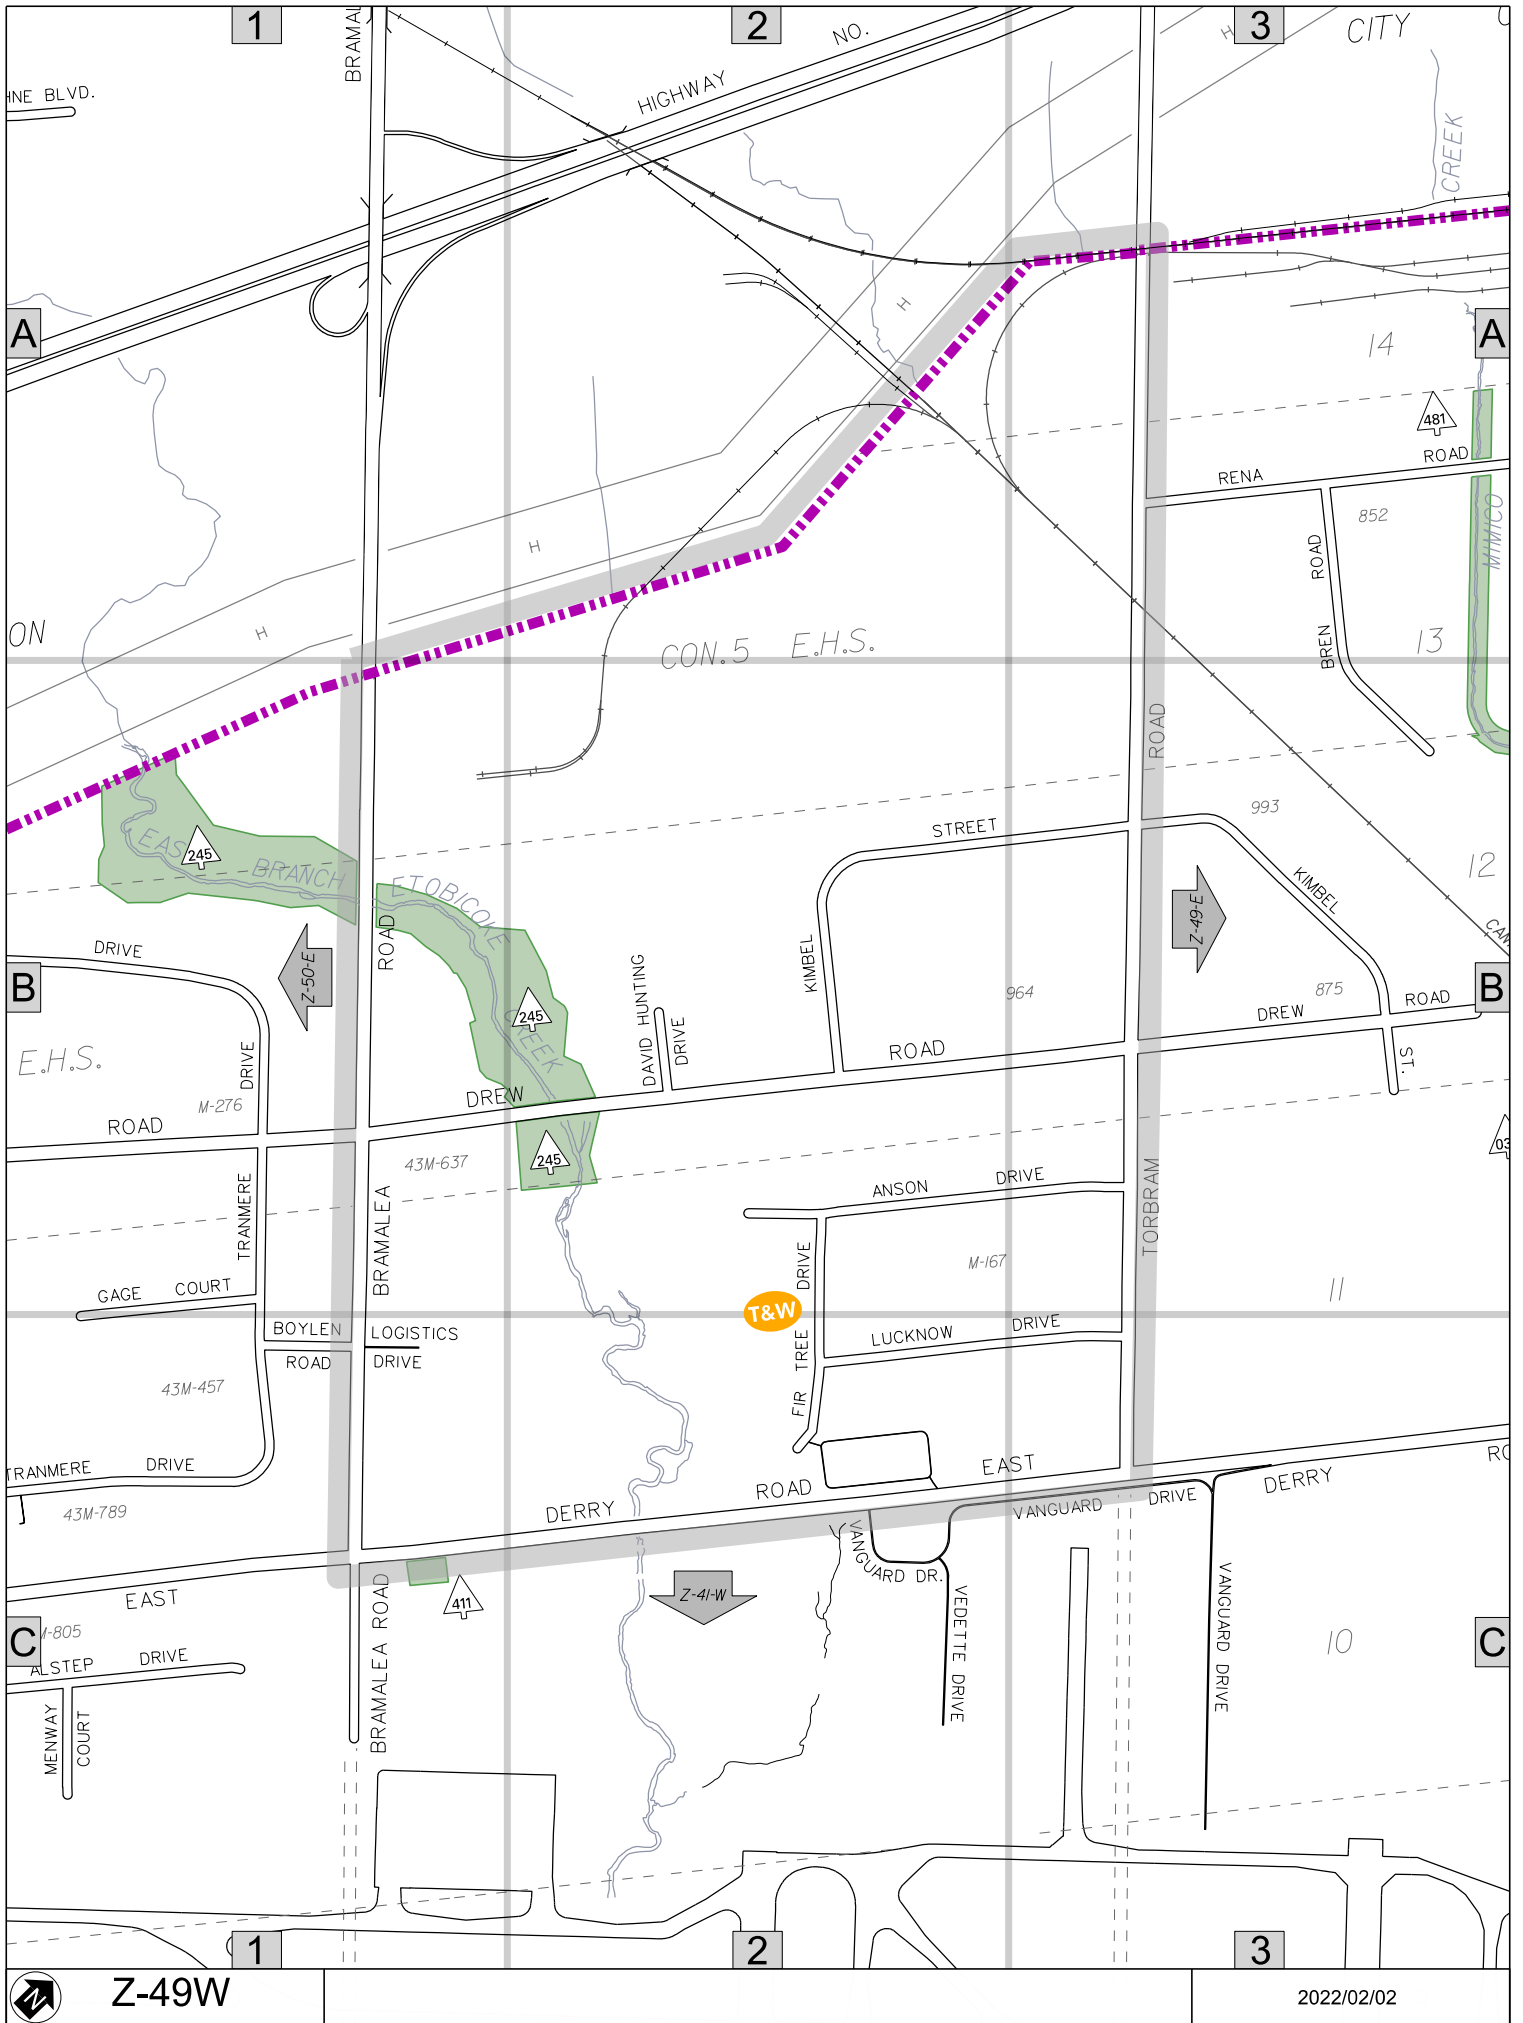 1
2
3
BRAMAL
NO.
HIGHWAY
CITY
H
HNE BLVD.
CREEK
A
A
H
14
481
ROAD
RENA
852
MIMICO
ROAD
BREN
H
H
ON
CON. 5 E.H.S.
13
ROAD
993
STREET
12
EAST
245
BRANCH
ETOBICOKE
KIMBEL
Z-49-E
ROAD
DRIVE
Z-50-E
KIMBEL
DAVID HUNTING
DRIVE
B
B
964
875
DREW
ROAD
245
CREEK
ROAD
ST.
E.H.S.
DRIVE
DREW
M-276
ROAD
43M-637
245
TRANMERE
BRAMALEA
ANSON DRIVE
TORBRAM
DRIVE
M-167
11
GAGE COURT
T&W
BOYLEN
ROAD
LOGISTICS
DRIVE
LUCKNOW DRIVE
FIR TREE
43M-457
TRANMERE DRIVE
43M-789
EAST
ROAD
DERRY
DERRY
VANGUARD DRIVE
VANGUARD DR.
VEDETTE DRIVE
VANGUARD DRIVE
EAST
BRAMALEA ROAD
411
Z-41-W
C
C
M-805
10
ALSTEP DRIVE
MENWAY
COURT
1
2
3
N
Z-49W
2022/02/02